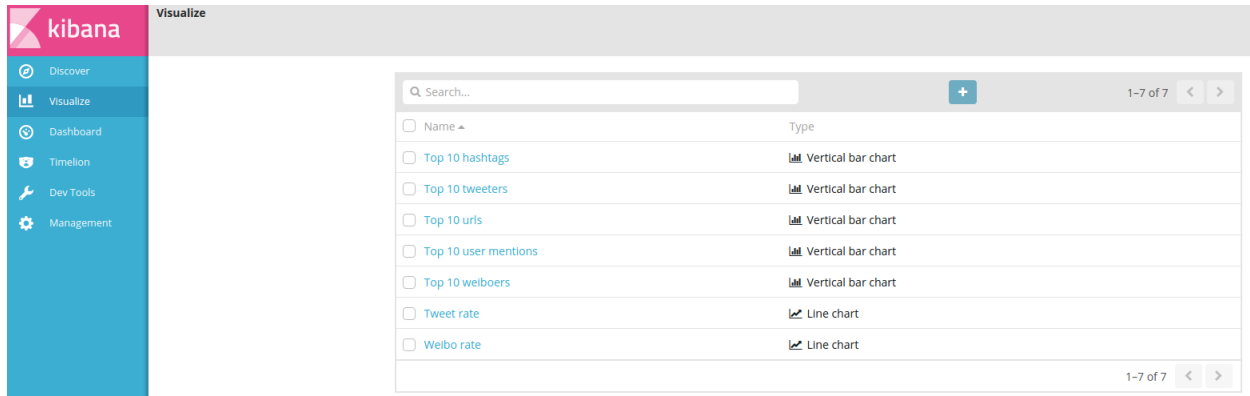 kibana
Visualize
Discover
Visualize
Dashboard
Timelion
Dev Tools
Management
Search...
+
1–7 of 7
Name
Type
Top 10 hashtags
Vertical bar chart
Top 10 tweeters
Vertical bar chart
Top 10 urls
Vertical bar chart
Top 10 user mentions
Vertical bar chart
Top 10 weiboers
Vertical bar chart
Tweet rate
Line chart
Weibo rate
Line chart
1–7 of 7